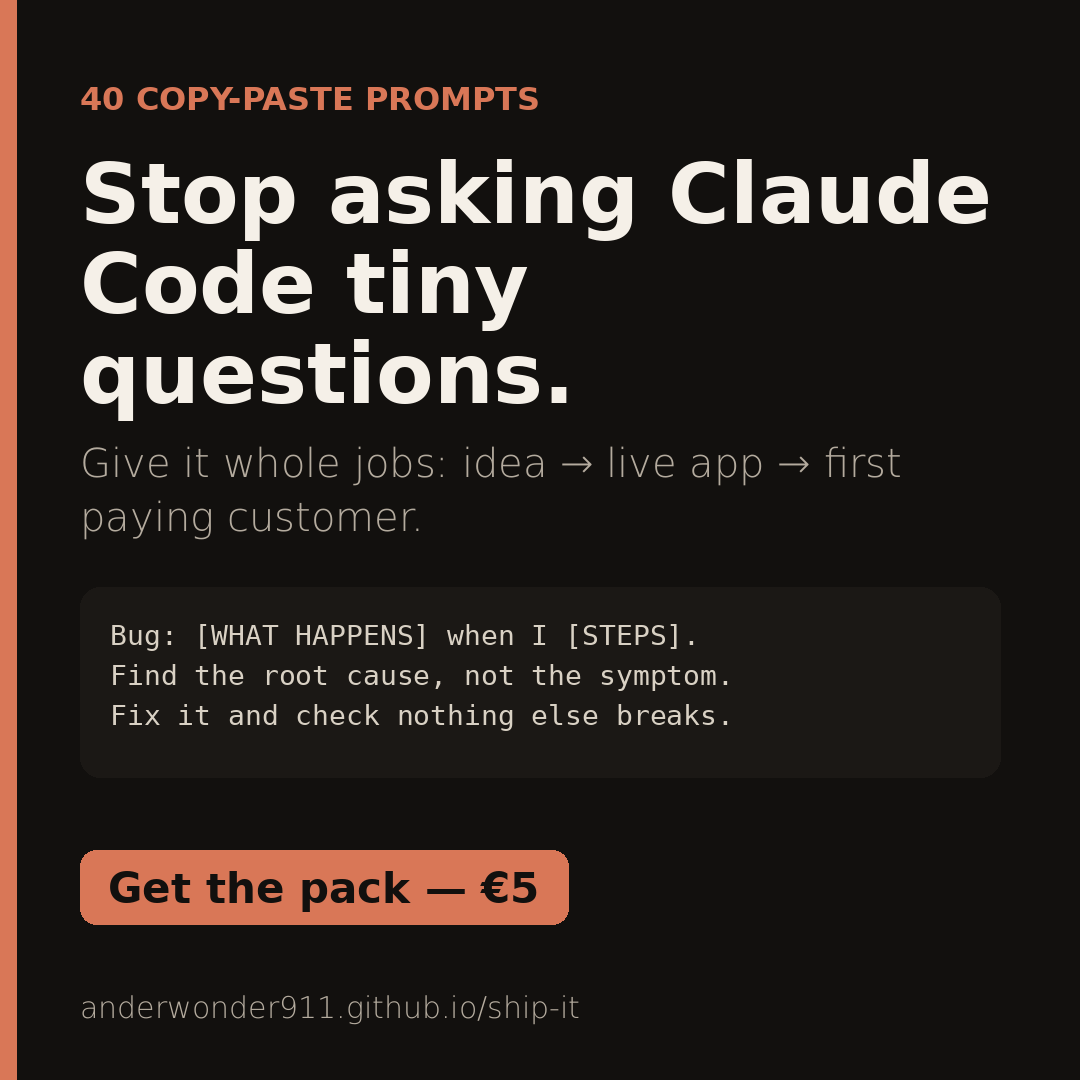 40 COPY-PASTE PROMPTS
Stop asking Claude
Code tiny
questions.
Give it whole jobs: idea → live app → first
paying customer.
Bug: [WHAT HAPPENS] when I [STEPS].
Find the root cause, not the symptom.
Fix it and check nothing else breaks.
Get the pack — €5
anderwonder911.github.io/ship-it